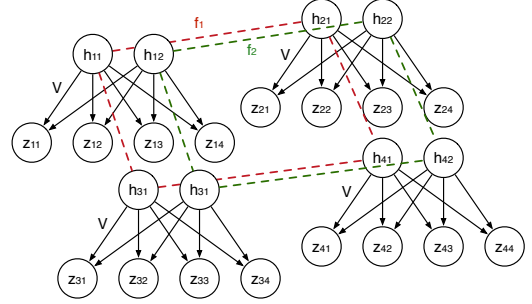 f1
h21 h22
h11 h12
f2
V
V
z21 z22 z23 z24
z11 z12 z13 z14
h41 h42
h31 h31
V
V
z41 z42 z43 z44
z31 z32 z33 z34